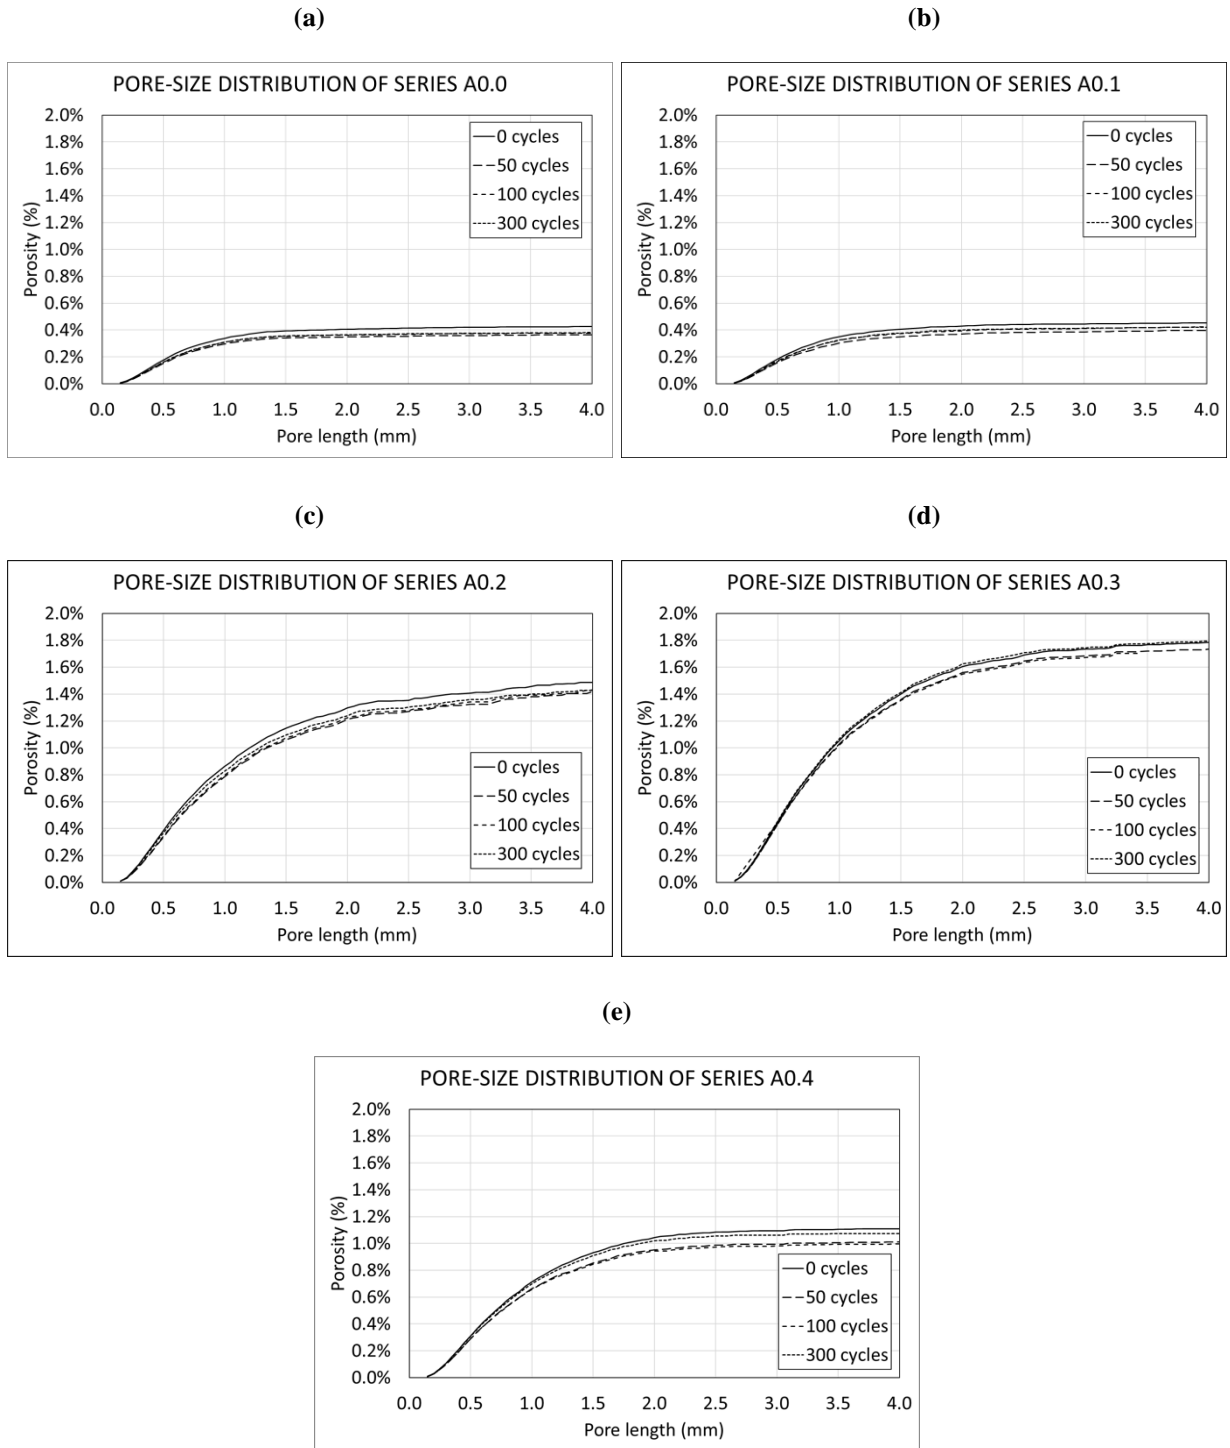 (a)
PORE-SIZE DISTRIBUTION OF SERIES A0.0
2.0%
1.8%
1.6%
1.4%
1.2%
1.0%
0.8%
0.6%
0.4%
0.2%
0.0%
Porosity (%)
0 cycles
50 cycles
100 cycles
300 cycles
0.0 0.5 1.0 1.5 2.0 2.5 3.0 3.5 4.0
Pore length (mm)
(b)
PORE-SIZE DISTRIBUTION OF SERIES A0.1
2.0%
1.8%
1.6%
1.4%
1.2%
1.0%
0.8%
0.6%
0.4%
0.2%
0.0%
Porosity (%)
0 cycles
50 cycles
100 cycles
300 cycles
0.0 0.5 1.0 1.5 2.0 2.5 3.0 3.5 4.0
Pore length (mm)
(c)
PORE-SIZE DISTRIBUTION OF SERIES A0.2
2.0%
1.8%
1.6%
1.4%
1.2%
1.0%
0.8%
0.6%
0.4%
0.2%
0.0%
Porosity (%)
0 cycles
50 cycles
100 cycles
300 cycles
0.0 0.5 1.0 1.5 2.0 2.5 3.0 3.5 4.0
Pore length (mm)
(d)
PORE-SIZE DISTRIBUTION OF SERIES A0.3
2.0%
1.8%
1.6%
1.4%
1.2%
1.0%
0.8%
0.6%
0.4%
0.2%
0.0%
Porosity (%)
0 cycles
50 cycles
100 cycles
300 cycles
0.0 0.5 1.0 1.5 2.0 2.5 3.0 3.5 4.0
Pore length (mm)
(e)
PORE-SIZE DISTRIBUTION OF SERIES A0.4
2.0%
1.8%
1.6%
1.4%
1.2%
1.0%
0.8%
0.6%
0.4%
0.2%
0.0%
Porosity (%)
0 cycles
50 cycles
100 cycles
300 cycles
0.0 0.5 1.0 1.5 2.0 2.5 3.0 3.5 4.0
Pore length (mm)